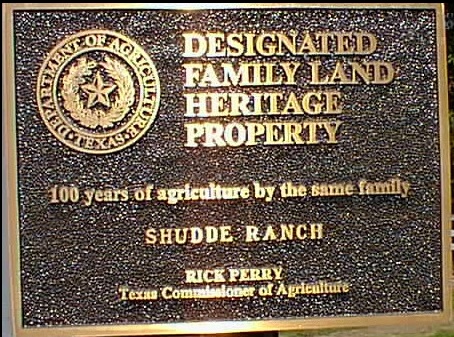 DEPARTMENT OF AGRICULTURE
• TEXAS •
DESIGNATED
FAMILY LAND
HERITAGE
PROPERTY
100 years of agriculture by the same family
SHUDDE RANCH
RICK PERRY
Texas Commissioner of Agriculture